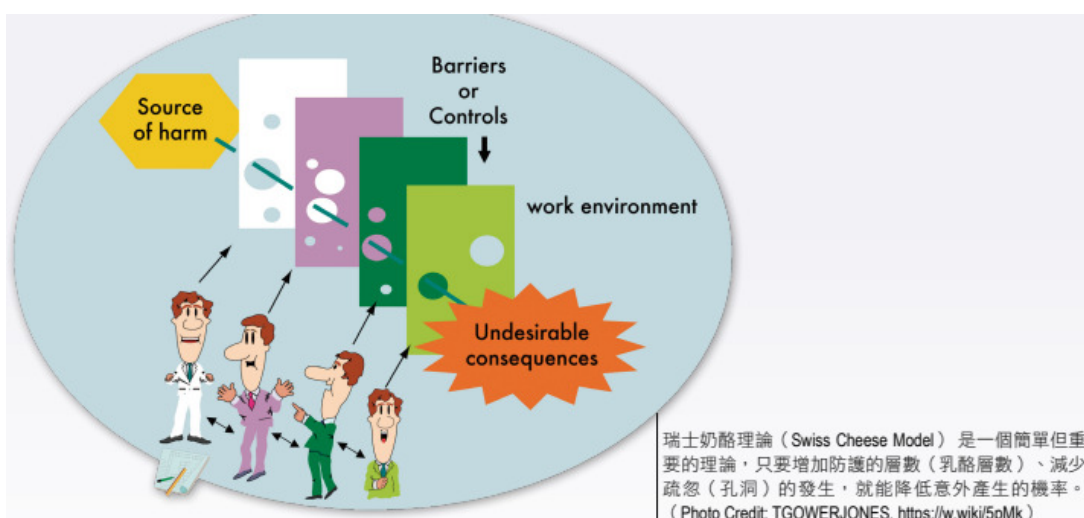 Source
of harm
Barriers
or
Controls
work environment
Undesirable
consequences
瑞士奶酪理論（Swiss Cheese Model） 是一個簡單但重
要的理論，只要增加防護的層數（乳酪層數）、減少
疏忽（孔洞）的發生，就能降低意外產生的機率。
（Photo Credit: TGOWERJONES, https://w.wiki/5pMk）